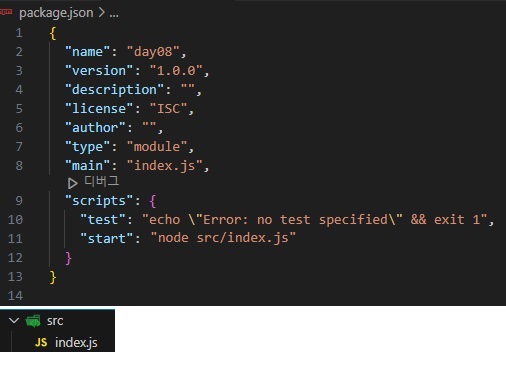 package.json > ...
1 {
2 "name": "day08",
3 "version": "1.0.0",
4 "description": "",
5 "license": "ISC",
6 "author": "",
7 "type": "module",
8 "main": "index.js",
디버그
9 "scripts": {
10 "test": "echo \"Error: no test specified\" && exit 1",
11 "start": "node src/index.js"
12 }
13 }
14
src
JS index.js